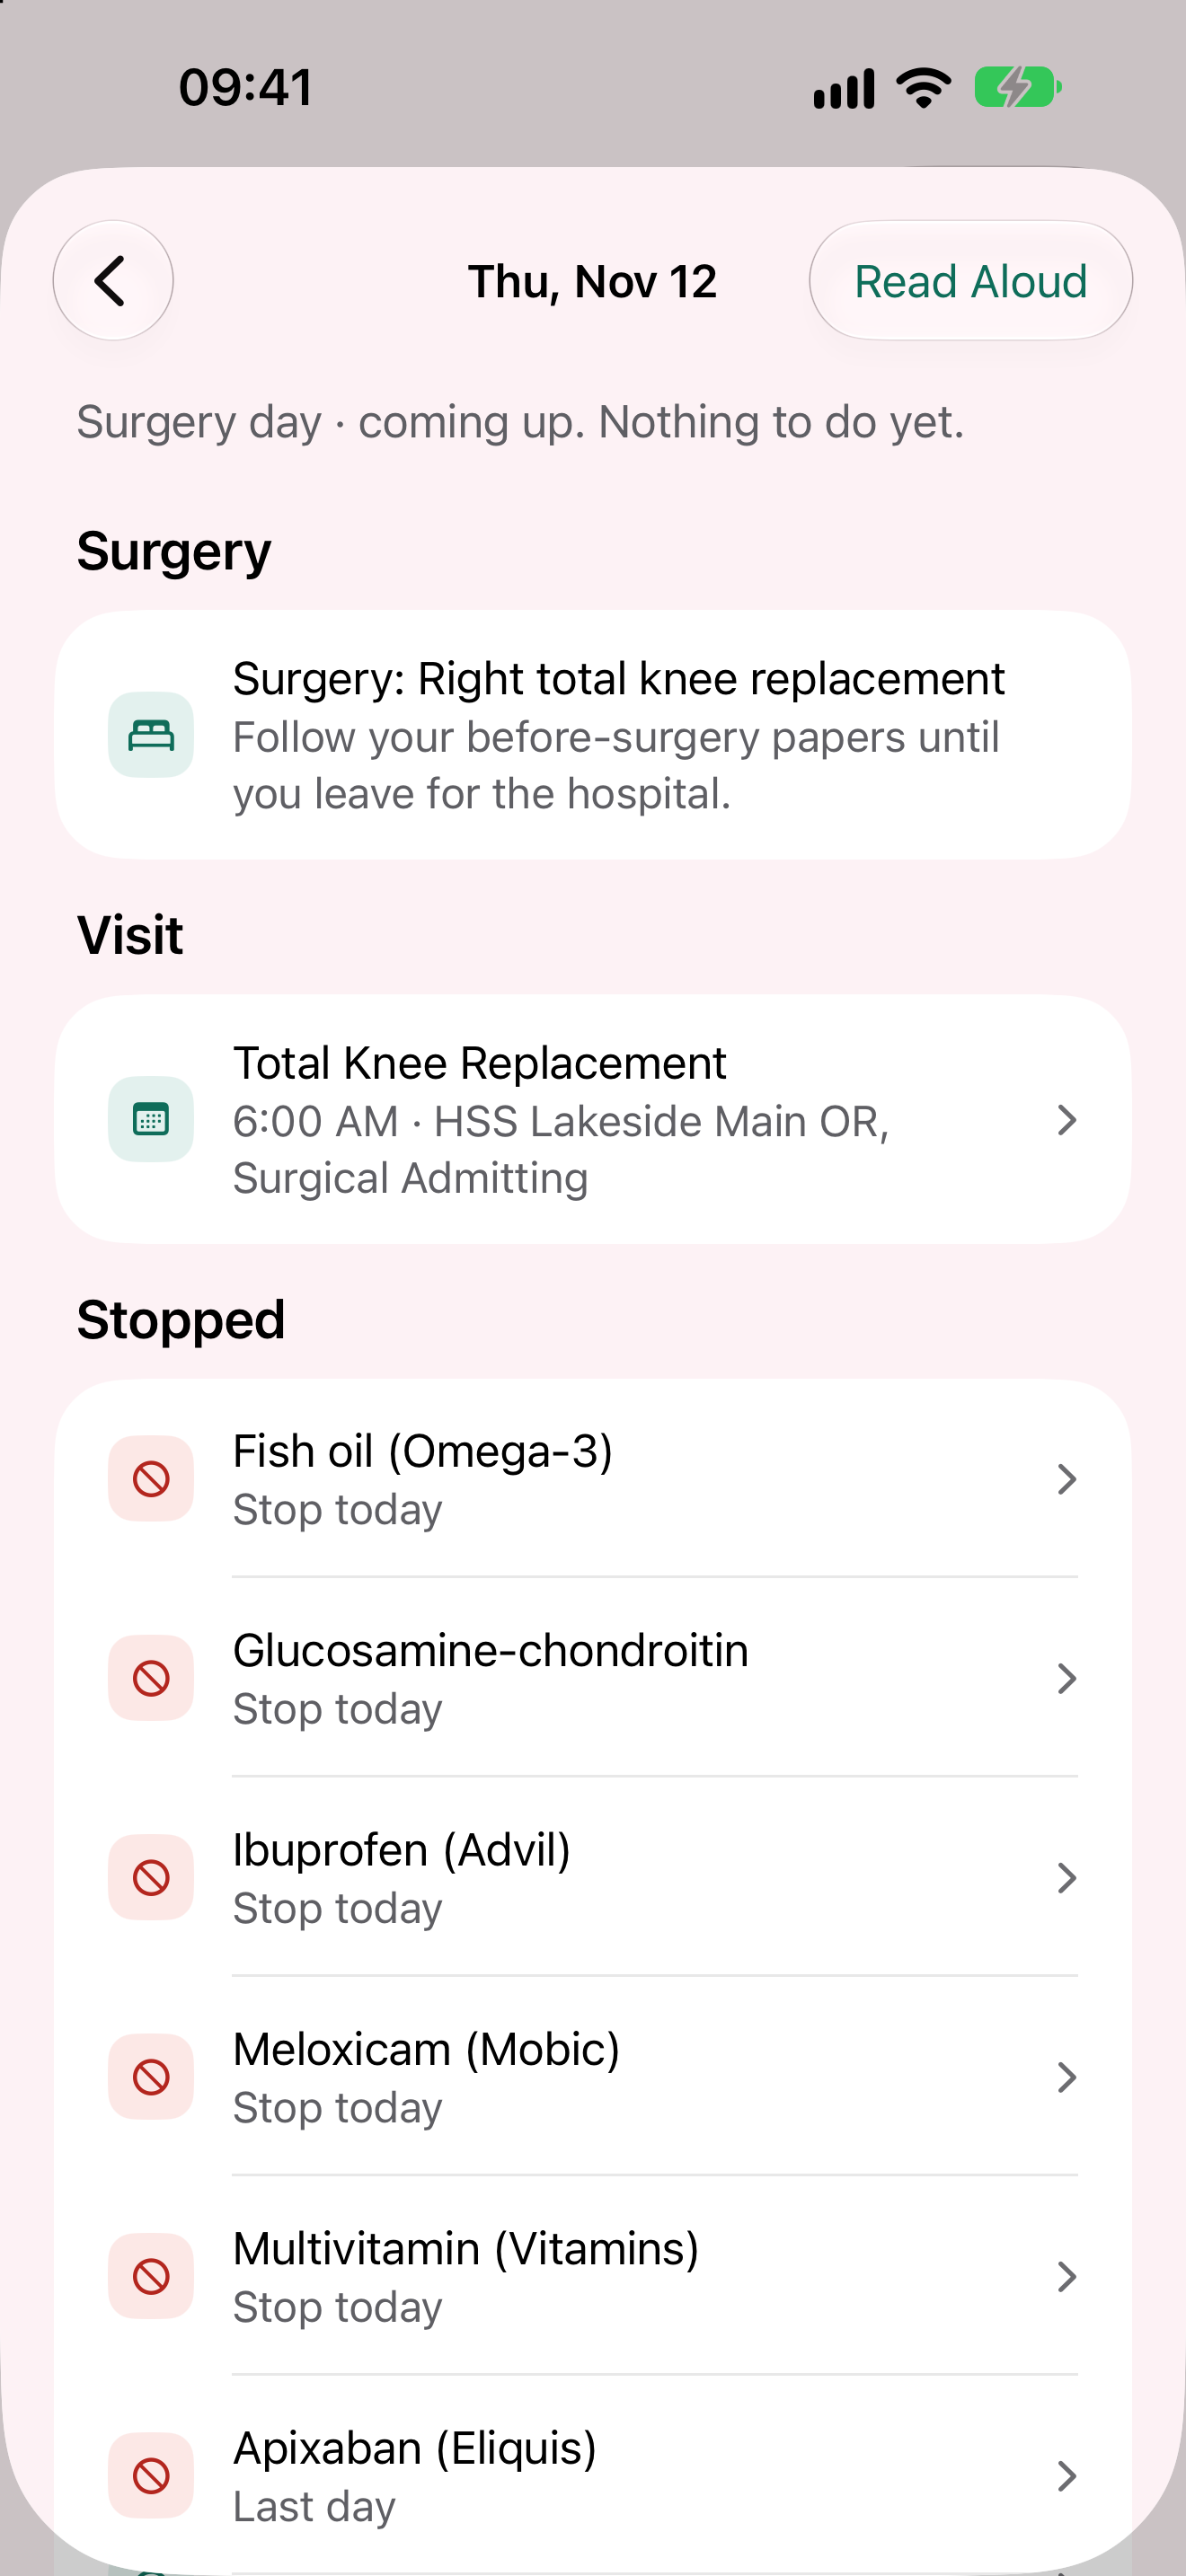 09:41
Thu, Nov 12
Read Aloud
Surgery day · coming up. Nothing to do yet.
Surgery
Surgery: Right total knee replacement
Follow your before-surgery papers until
you leave for the hospital.
Visit
Total Knee Replacement
6:00 AM · HSS Lakeside Main OR,
Surgical Admitting
Stopped
Fish oil (Omega-3)
Stop today
Glucosamine-chondroitin
Stop today
Ibuprofen (Advil)
Stop today
Meloxicam (Mobic)
Stop today
Multivitamin (Vitamins)
Stop today
Apixaban (Eliquis)
Last day